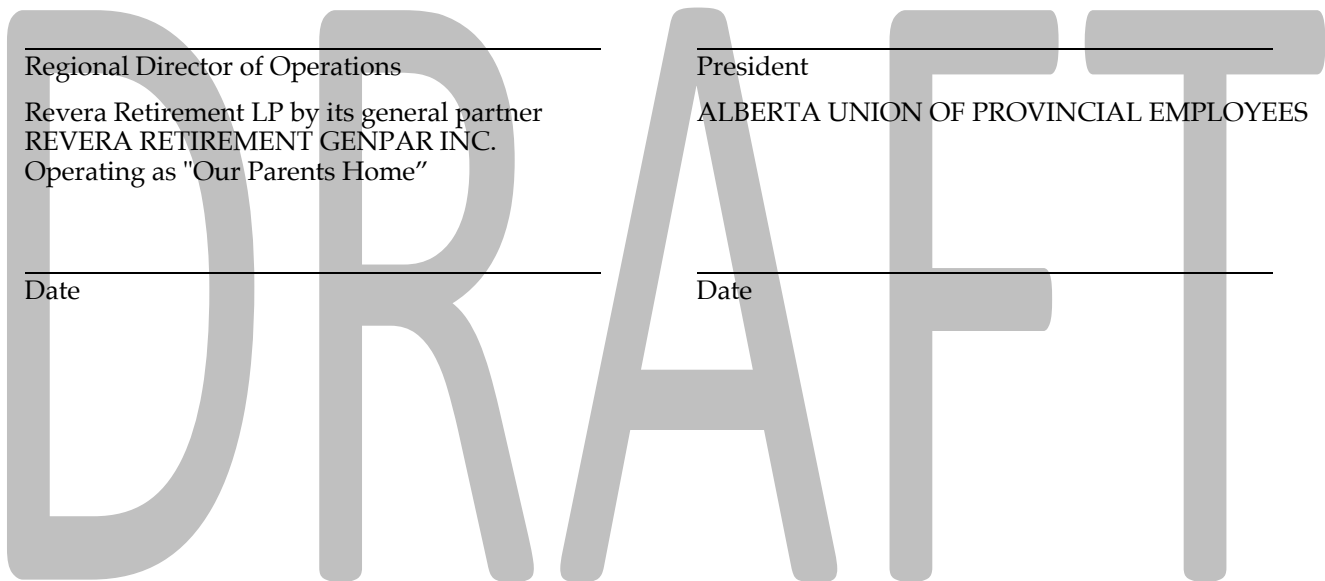 DRAFT
Regional Director of Operations
Revera Retirement LP by its general partner
REVERA RETIREMENT GENPAR INC.
Operating as "Our Parents Home”
Date
President
ALBERTA UNION OF PROVINCIAL EMPLOYEES
Date